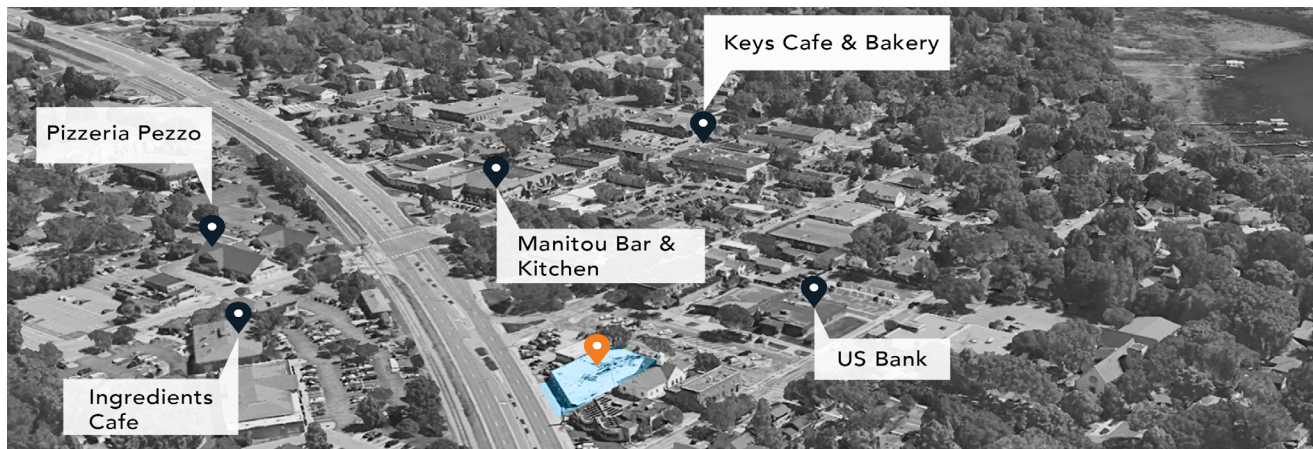 Keys Cafe & Bakery
Pizzeria Pezzo
Manitou Bar &
Kitchen
US Bank
Ingredients
Cafe